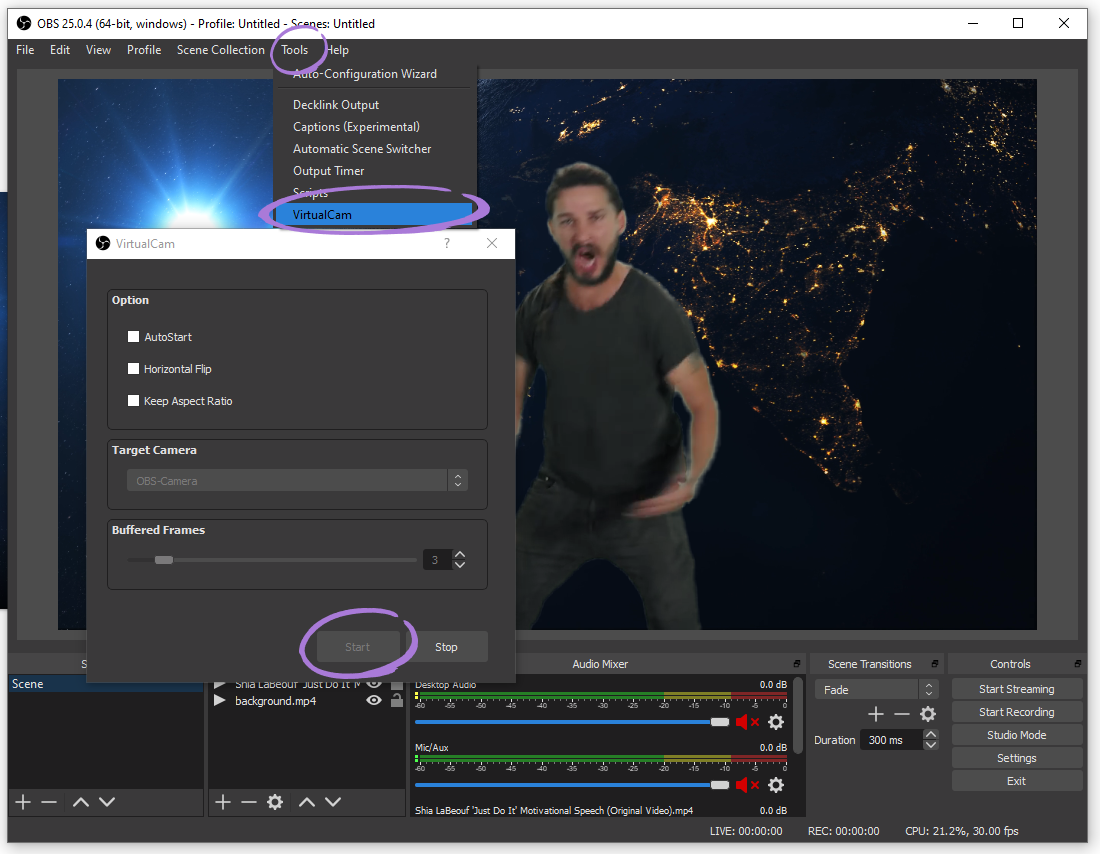 OBS 25.0.4 (64-bit, windows) - Profile: Untitled - Scenes: Untitled
File Edit View Profile Scene Collection Tools Help
Auto-Configuration Wizard
Decklink Output
Captions (Experimental)
Automatic Scene Switcher
Output Timer
Scripts
VirtualCam
VirtualCam ?
Option
AutoStart
Horizontal Flip
Keep Aspect Ratio
Target Camera
OBS-Camera
Buffered Frames
3
Start Stop
S
Scene
Shia LaBeouf 'Just Do It'
background.mp4
Audio Mixer
Desktop Audio 0.0 dB
-60 -55 -50 -45 -40 -35 -30 -25 -20 -15 -10 -5 0
Mic/Aux 0.0 dB
-60 -55 -50 -45 -40 -35 -30 -25 -20 -15 -10 -5 0
Shia LaBeouf 'Just Do It' Motivational Speech (Original Video).mp4 0.0 dB
Scene Transitions
Fade
Duration 300 ms
Controls
Start Streaming
Start Recording
Studio Mode
Settings
Exit
LIVE: 00:00:00 REC: 00:00:00 CPU: 21.2%, 30.00 fps